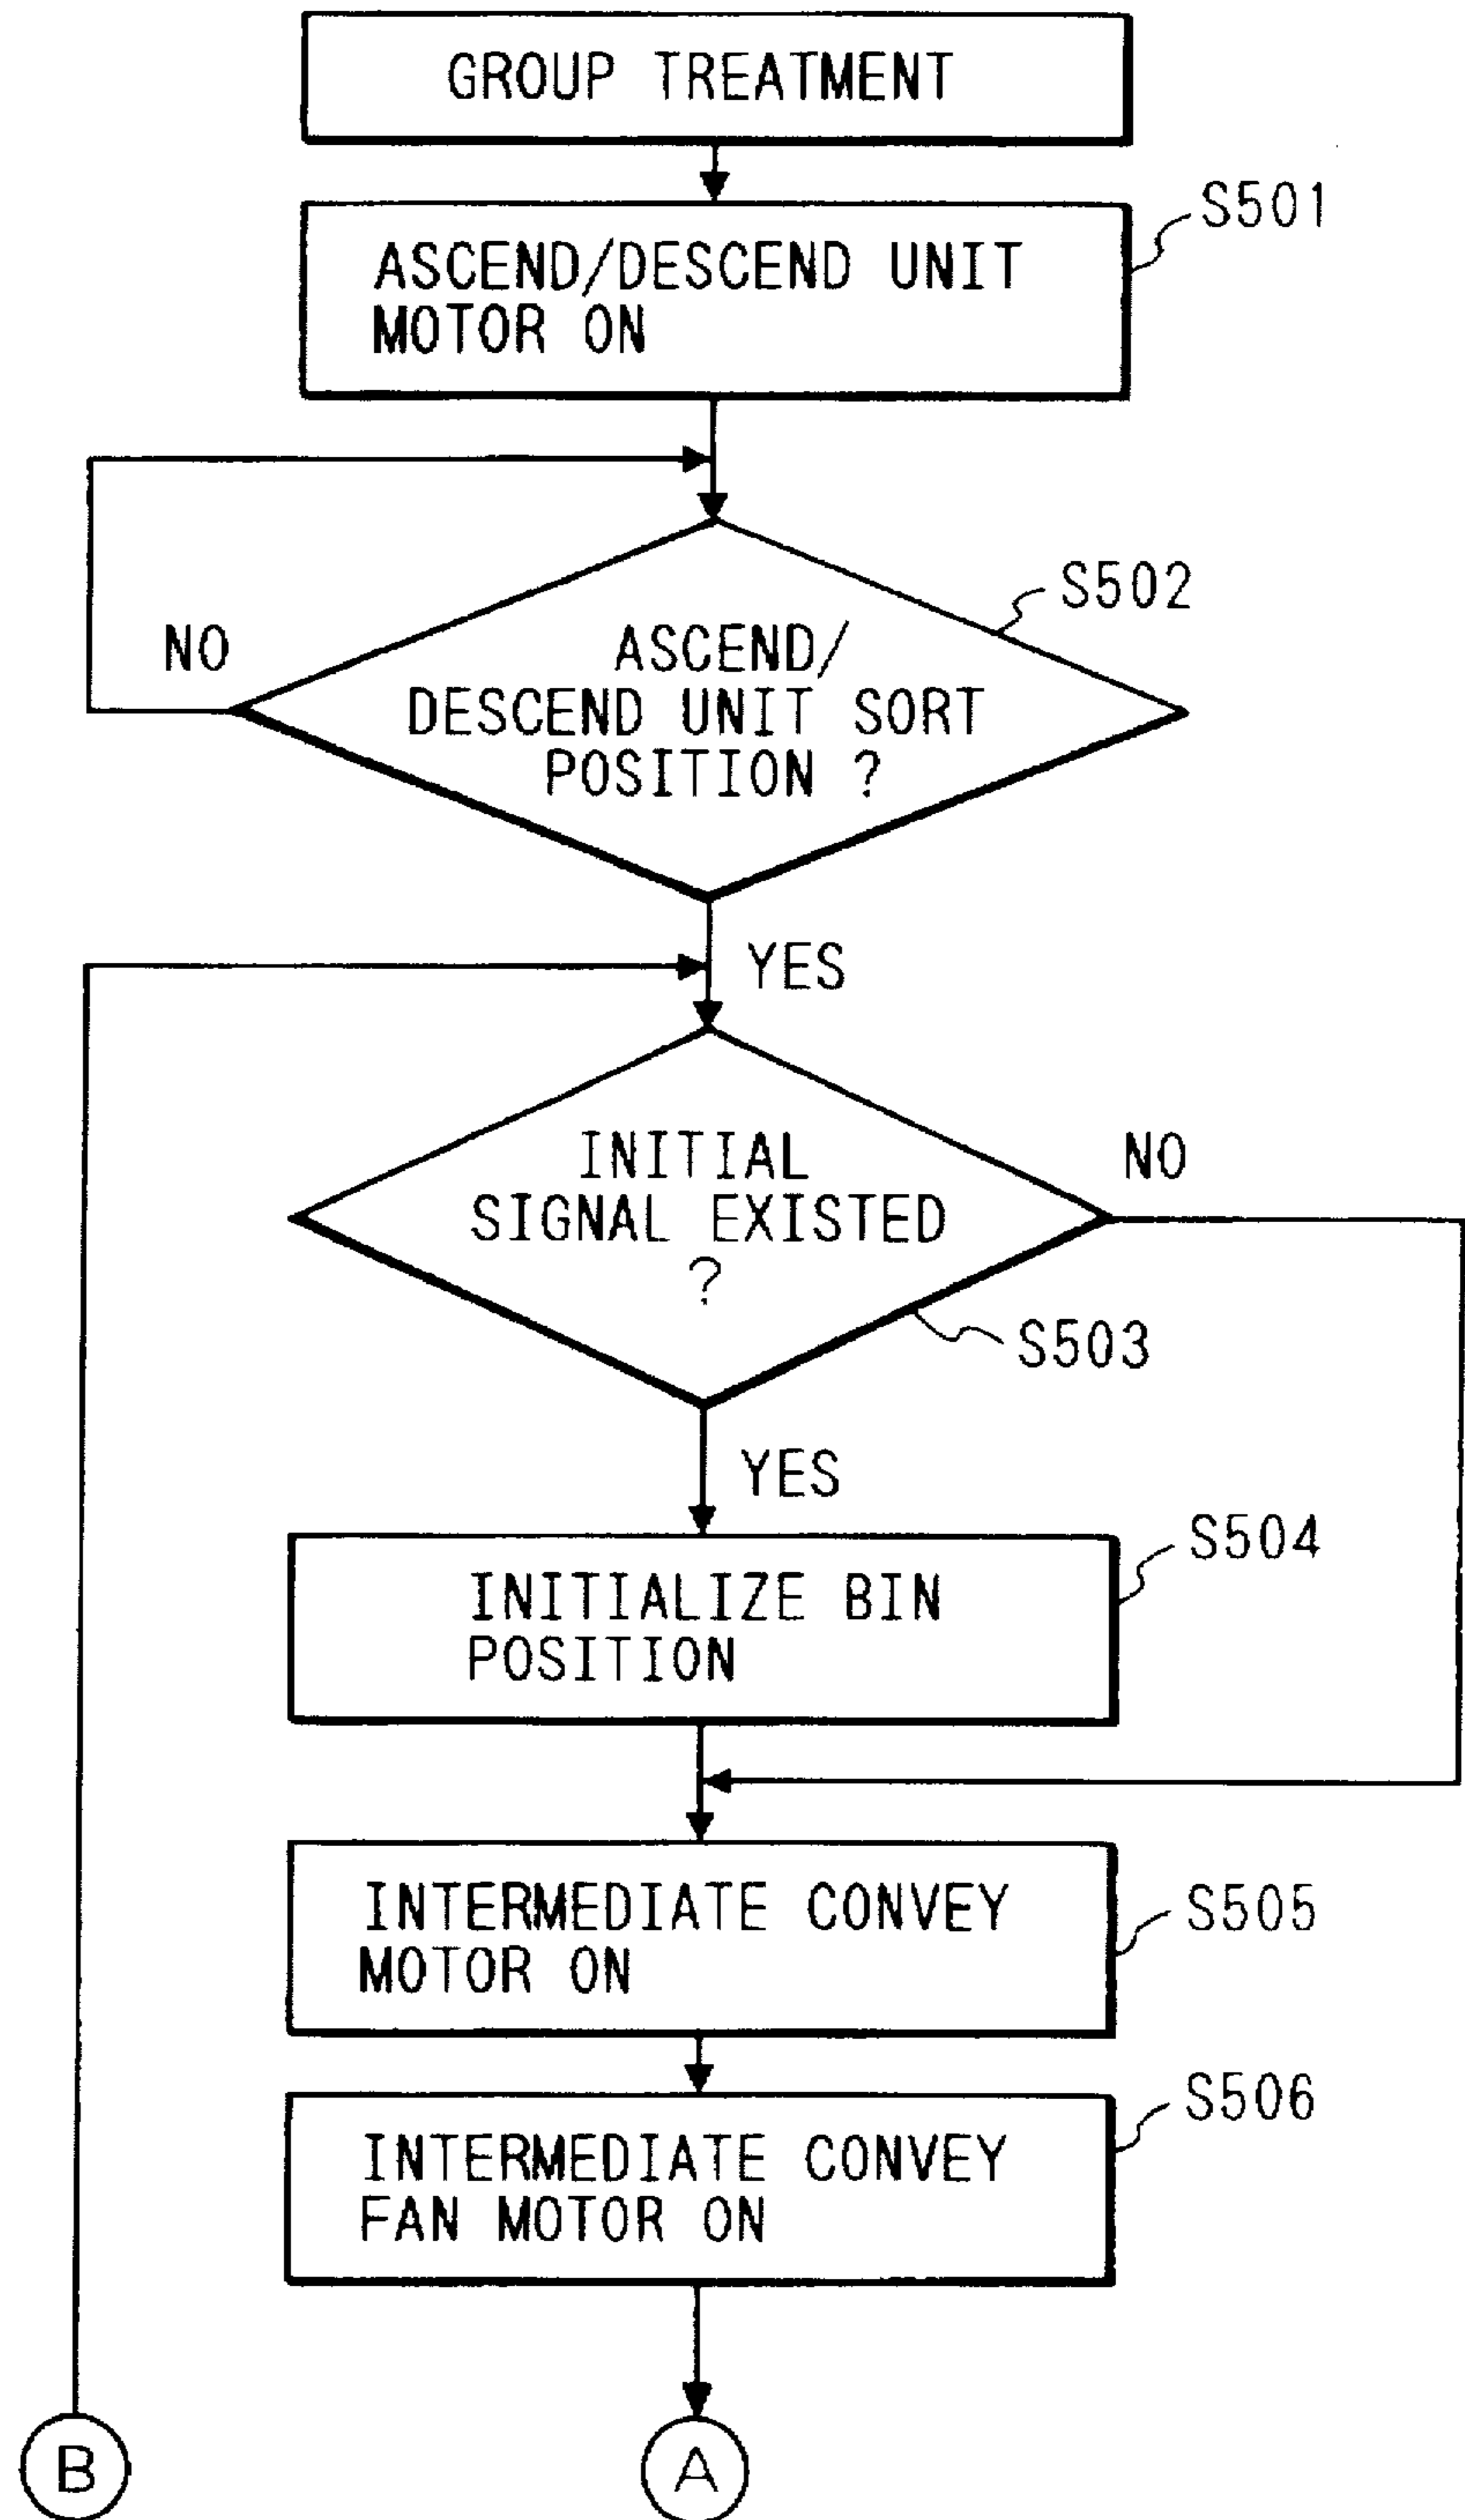 GROUP TREATMENT
S501
ASCEND/DESCEND UNIT
MOTOR ON
S502
NO
ASCEND/
DESCEND UNIT SORT
POSITION ?
YES
INITIAL
NO
SIGNAL EXISTED
?
S503
YES
S504
INITIALIZE BIN
POSITION
INTERMEDIATE CONVEY
S505
MOTOR ON
S506
INTERMEDIATE CONVEY
FAN MOTOR ON
B
A